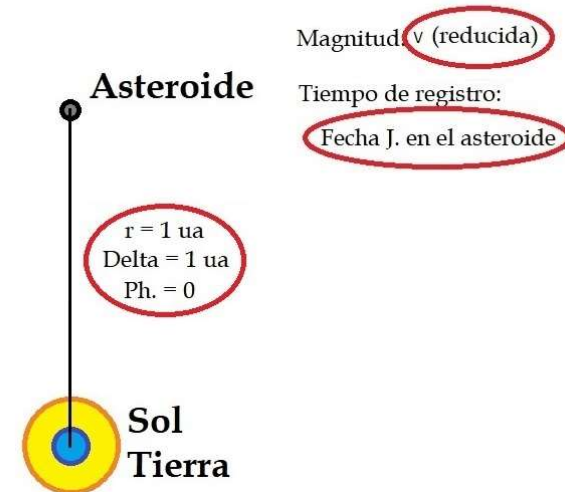 Magnitud: v (reducida)
Asteroide
Tiempo de registro:
Fecha J. en el asteroide
r = 1 ua
Delta = 1 ua
Ph. = 0
Sol
Tierra